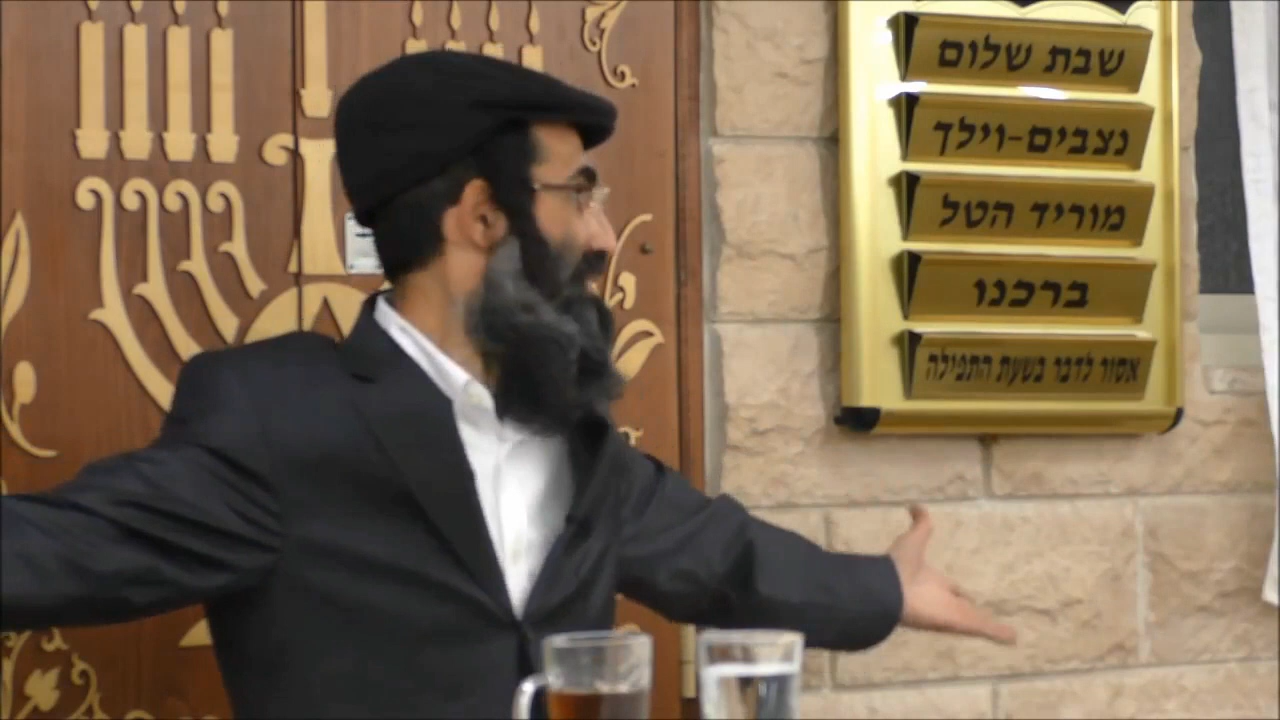 שבת שלום
נצבים-וילך
מוריד הטל
ברכנו
אסור לדבר בשעת התפילה